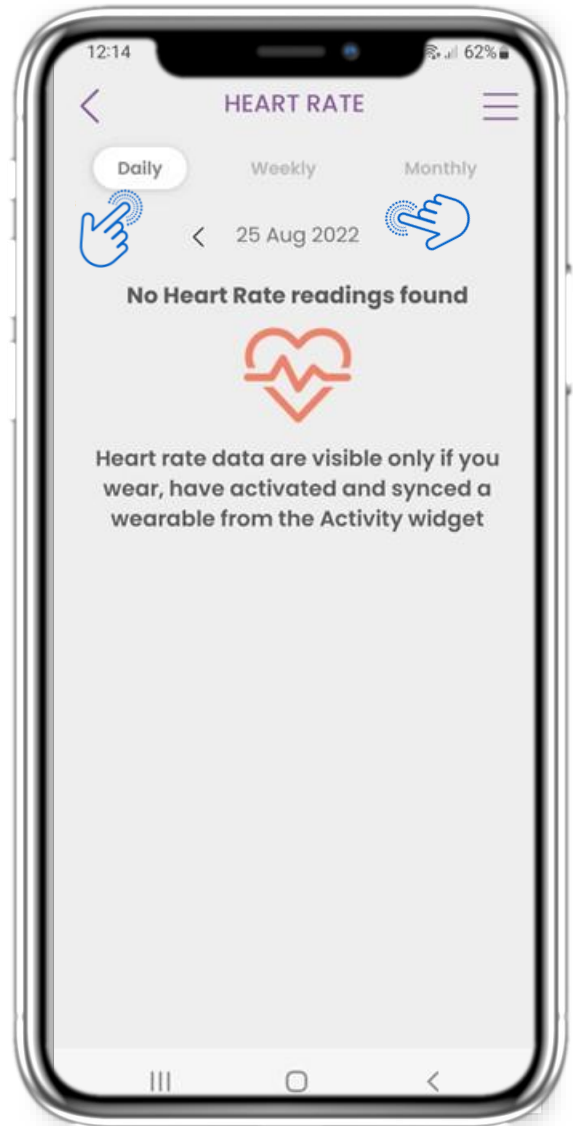 12:14 62%
HEART RATE
Daily Weekly Monthly
25 Aug 2022
No Heart Rate readings found
Heart rate data are visible only if you
wear, have activated and synced a
wearable from the Activity widget